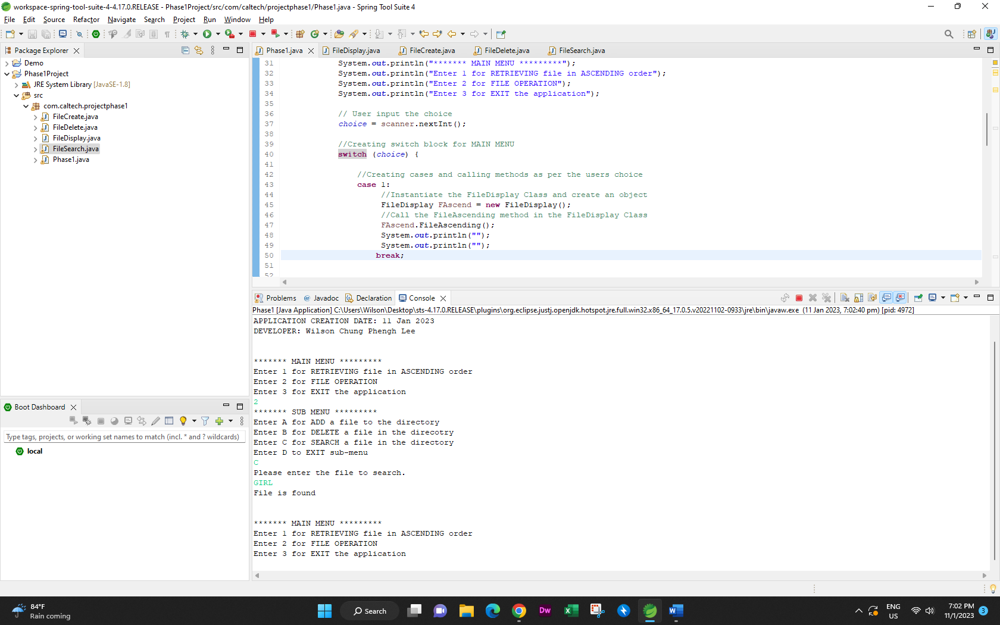 workspace-spring-tool-suite-4-4.17.0.RELEASE - Phase1Project/src/com/caltech/projectphase1/Phase1.java - Spring Tool Suite 4
File Edit Source Refactor Navigate Search Project Run Window Help
Package Explorer
Demo
Phase1Project
JRE System Library [JavaSE-1.8]
src
com.caltech.projectphase1
FileCreate.java
FileDelete.java
FileDisplay.java
FileSearch.java
Phase1.java
Phase1.java FileDisplay.java FileCreate.java FileDelete.java FileSearch.java
31 System.out.println("******* MAIN MENU *********");
32 System.out.println("Enter 1 for RETRIEVING file in ASCENDING order");
33 System.out.println("Enter 2 for FILE OPERATION");
34 System.out.println("Enter 3 for EXIT the application");
35
36 // User input the choice
37 choice = scanner.nextInt();
38
39 //Creating switch block for MAIN MENU
40 switch (choice) {
41
42 //Creating cases and calling methods as per the users choice
43 case 1:
44 //Instantiate the FileDisplay Class and create an object
45 FileDisplay FAscend = new FileDisplay();
46 //Call the FileAscending method in the FileDisplay Class
47 FAscend.FileAscending();
48 System.out.println("");
49 System.out.println("");
50 break;
51
52
Problems Javadoc Declaration Console
Phase1 [Java Application] C:\Users\Wilson\Desktop\sts-4.17.0.RELEASE\plugins\org.eclipse.justj.openjdk.hotspot.jre.full.win32.x86_64_17.0.5.v20221102-0933\jre\bin\javaw.exe (11 Jan 2023, 7:02:40 pm) [pid: 4972]
APPLICATION CREATION DATE: 11 Jan 2023
DEVELOPER: Wilson Chung Phengh Lee
******* MAIN MENU *********
Enter 1 for RETRIEVING file in ASCENDING order
Enter 2 for FILE OPERATION
Enter 3 for EXIT the application
2
******* SUB MENU *********
Enter A for ADD a file to the directory
Enter B for DELETE a file in the direcotry
Enter C for SEARCH a file in the directory
Enter D to EXIT sub-menu
C
Please enter the file to search.
GIRL
File is found
******* MAIN MENU *********
Enter 1 for RETRIEVING file in ASCENDING order
Enter 2 for FILE OPERATION
Enter 3 for EXIT the application
Boot Dashboard
Type tags, projects, or working set names to match (incl. * and ? wildcards)
local
84°F
Rain coming
Search
Dw
ENG
US
7:02 PM
11/1/2023
3